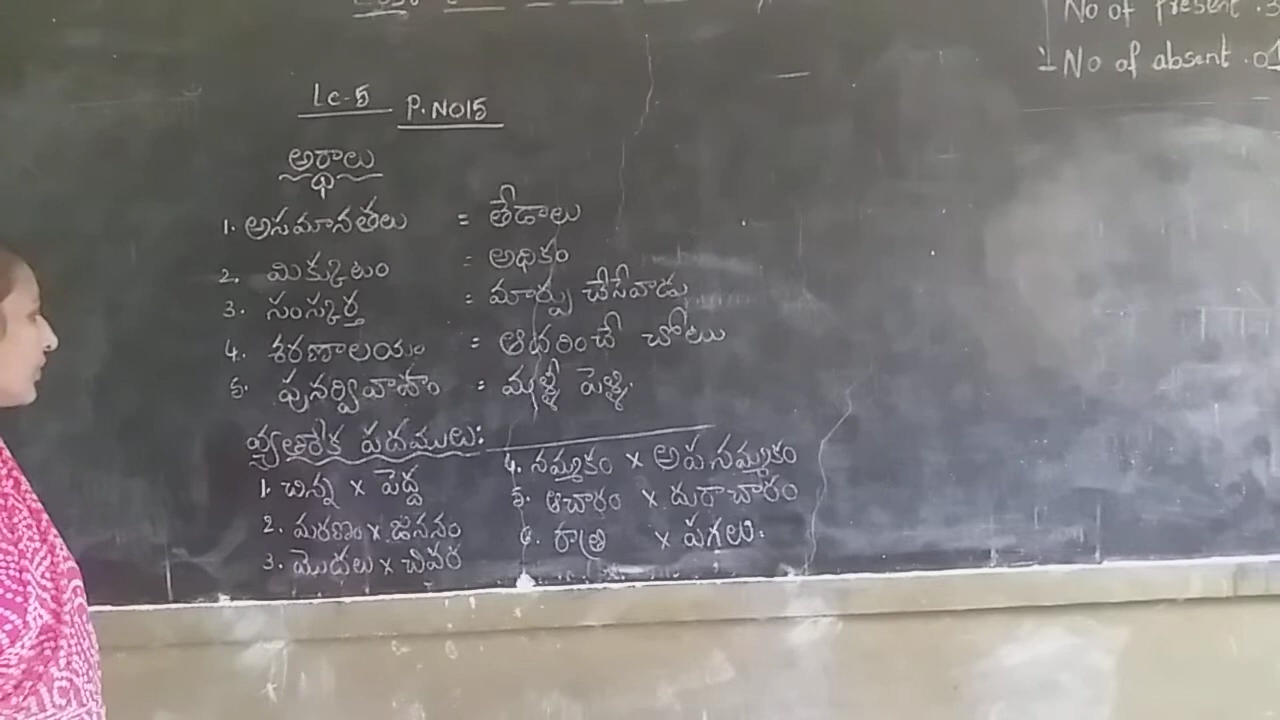 No of present .3
No of absent .01
Lc-5 P.NO15
అర్థాలు
1. అసమానతలు = తేడాలు
2. మిక్కుటం = అధికం
3. సంస్కర్త = మార్పు చేసేవాడు
4. శరణాలయం = ఆదరించే చోటు
5. పునర్వివాహం = మళ్ళీ పెళ్ళి.
వ్యతిరేక పదములు:
1. చిన్న x పెద్ద
2. మరణం x జననం
3. మొదలు x చివర
4. నమ్మకం x అపనమ్మకం
5. ఆచారం x దురాచారం
6. రాత్రి x పగలు.